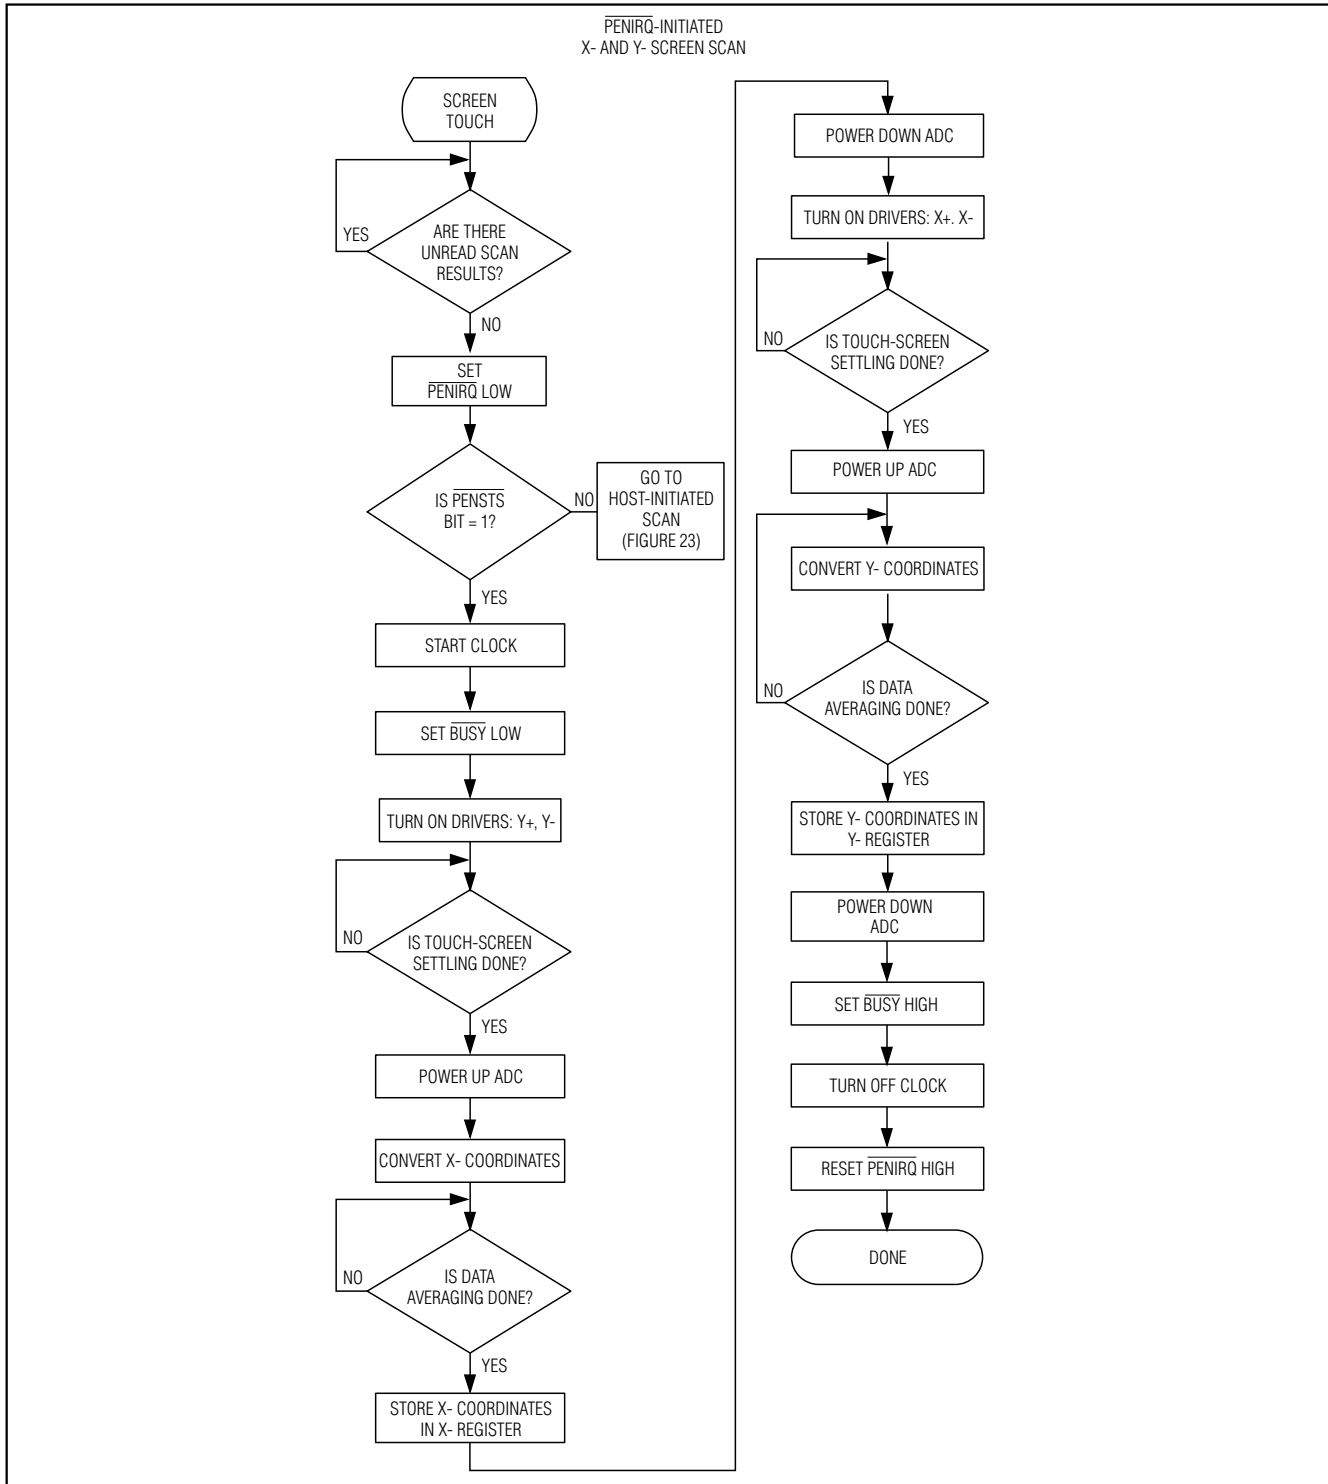 PENIRQ-INITIATED
X- AND Y- SCREEN SCAN
SCREEN
TOUCH
YES
ARE THERE
UNREAD SCAN
RESULTS?
NO
SET
PENIRQ LOW
IS PENSTS
BIT = 1?
NO
GO TO
HOST-INITIATED
SCAN
(FIGURE 23)
YES
START CLOCK
SET BUSY LOW
TURN ON DRIVERS: Y+, Y-
NO
IS TOUCH-SCREEN
SETTLING DONE?
YES
POWER UP ADC
CONVERT X- COORDINATES
NO
IS DATA
AVERAGING DONE?
YES
STORE X- COORDINATES
IN X- REGISTER
POWER DOWN ADC
TURN ON DRIVERS: X+. X-
NO
IS TOUCH-SCREEN
SETTLING DONE?
YES
POWER UP ADC
CONVERT Y- COORDINATES
NO
IS DATA
AVERAGING DONE?
YES
STORE Y- COORDINATES IN
Y- REGISTER
POWER DOWN
ADC
SET BUSY HIGH
TURN OFF CLOCK
RESET PENIRQ HIGH
DONE